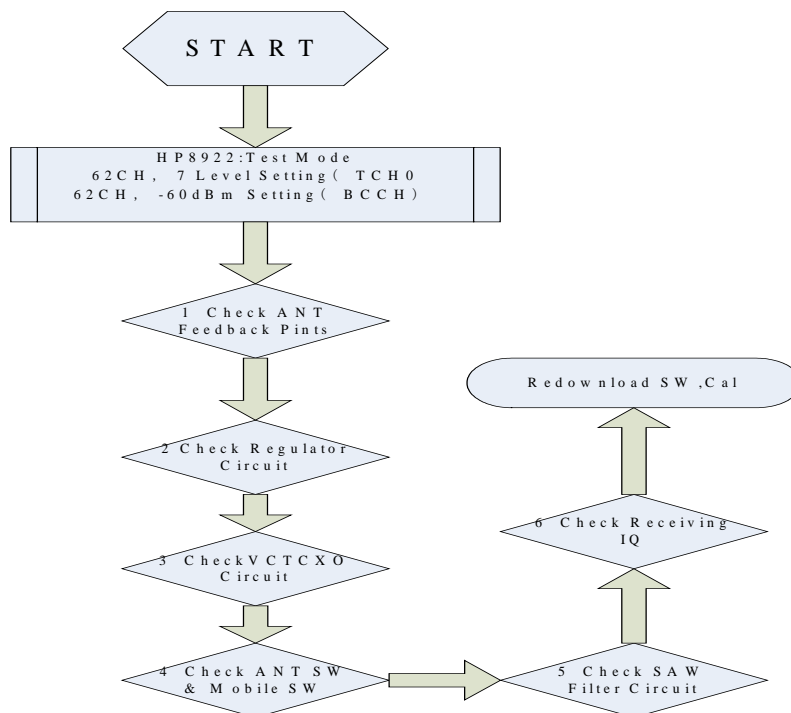 START
HP8922:Test Mode
62CH, 7 Level Setting( TCH0
62CH, -60dBm Setting( BCCH)
1 Check ANT
Feedback Pints
2 Check Regulator
Circuit
3 CheckVCTCXO
Circuit
4 Check ANT SW
& Mobile SW
5 Check SAW
Filter Circuit
6 Check Receiving
IQ
Redownload SW ,Cal